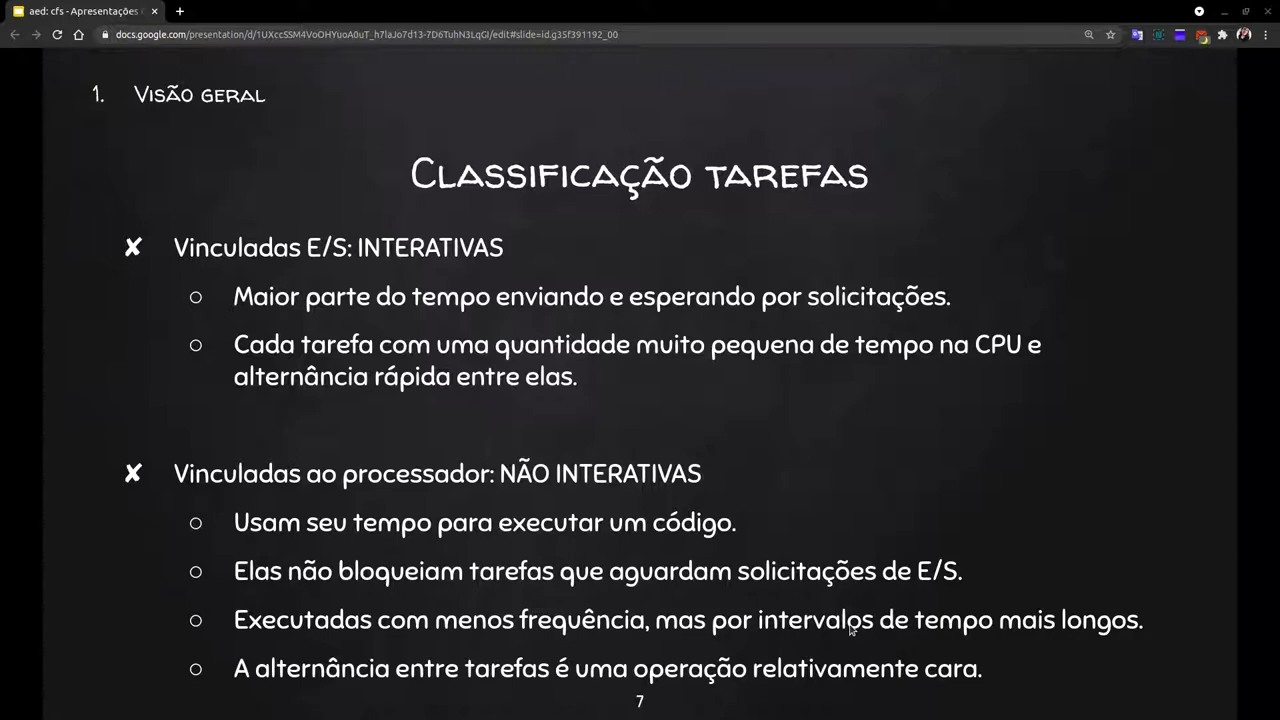 aed: cfs - Apresentações
docs.google.com/presentation/d/1UXccSSM4VoOHYuoA0uT_h7laJo7d13-7D6TuhN3LqGI/edit#slide=id.g35f391192_00
1. Visão geral
Classificação tarefas
✘ Vinculadas E/S: INTERATIVAS
○ Maior parte do tempo enviando e esperando por solicitações.
○ Cada tarefa com uma quantidade muito pequena de tempo na CPU e
alternância rápida entre elas.
✘ Vinculadas ao processador: NÃO INTERATIVAS
○ Usam seu tempo para executar um código.
○ Elas não bloqueiam tarefas que aguardam solicitações de E/S.
○ Executadas com menos frequência, mas por intervalos de tempo mais longos.
○ A alternância entre tarefas é uma operação relativamente cara.
7